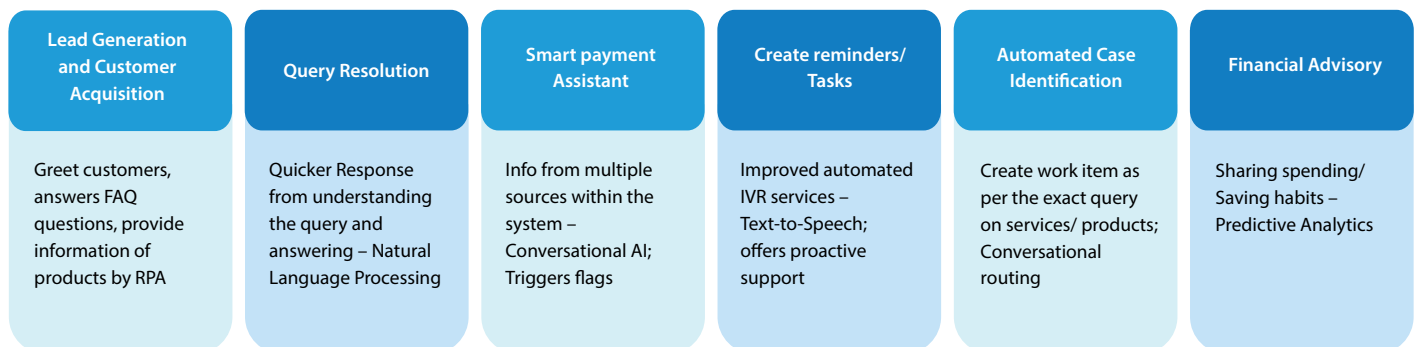 Lead Generation
and Customer
Acquisition
Greet customers,
answers FAQ
questions, provide
information of
products by RPA
Query Resolution
Quicker Response
from understanding
the query and
answering – Natural
Language Processing
Smart payment
Assistant
Info from multiple
sources within the
system –
Conversational AI;
Triggers flags
Create reminders/
Tasks
Improved automated
IVR services –
Text-to-Speech;
offers proactive
support
Automated Case
Identification
Create work item as
per the exact query
on services/ products;
Conversational
routing
Financial Advisory
Sharing spending/
Saving habits –
Predictive Analytics